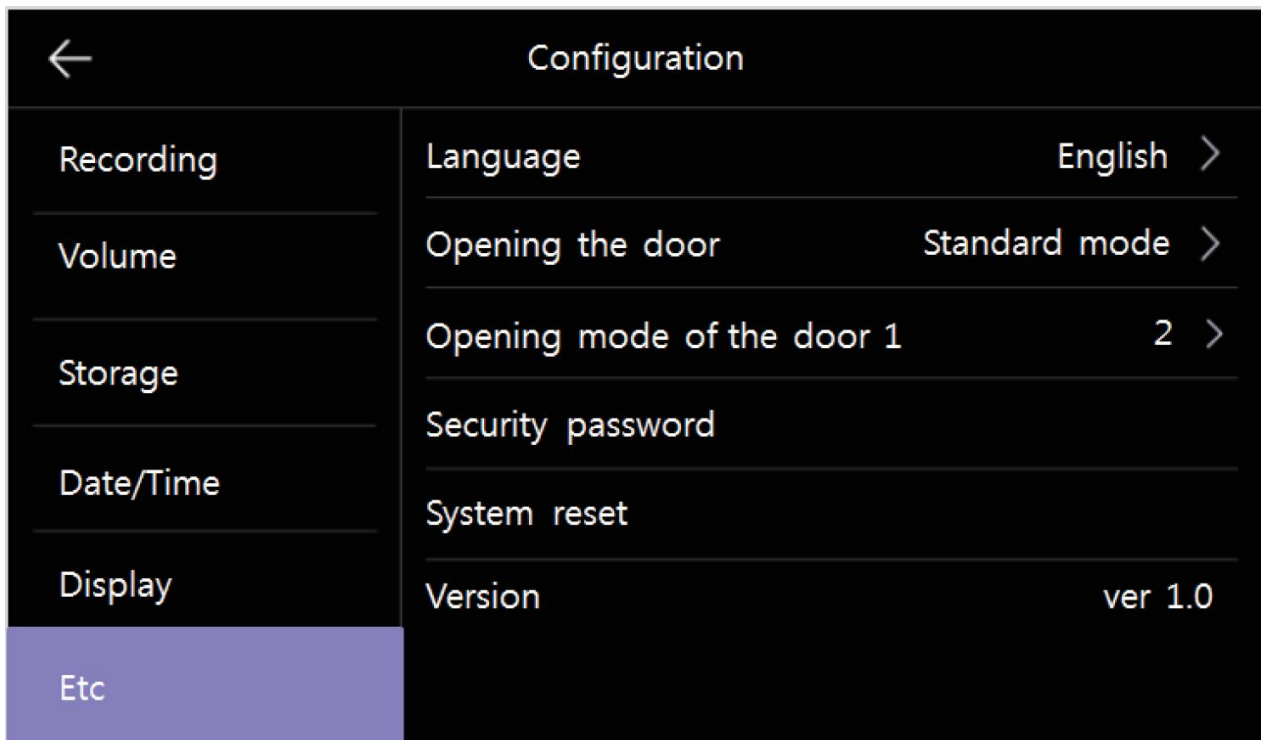 Configuration
Recording
Volume
Storage
Date/Time
Display
Etc
Language English
Opening the door Standard mode
Opening mode of the door 1 2
Security password
System reset
Version ver 1.0